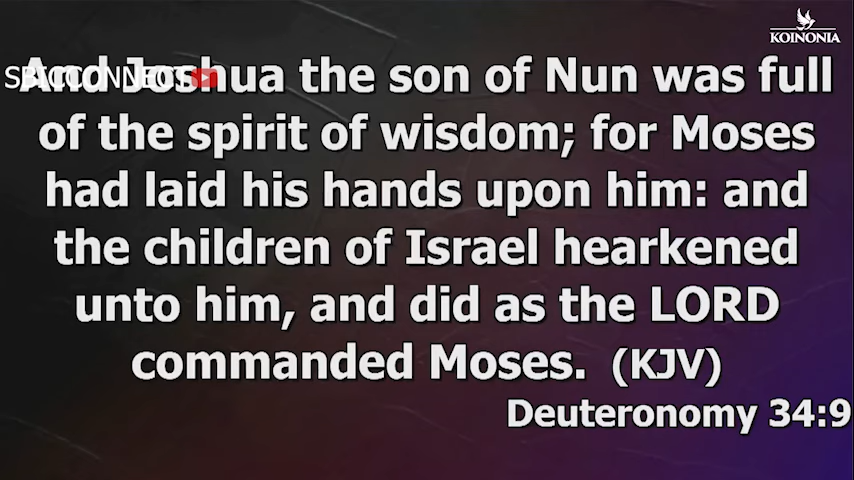 KOINONIA
And Joshua the son of Nun was full
of the spirit of wisdom; for Moses
had laid his hands upon him: and
the children of Israel hearkened
unto him, and did as the LORD
commanded Moses. (KJV)
Deuteronomy 34:9